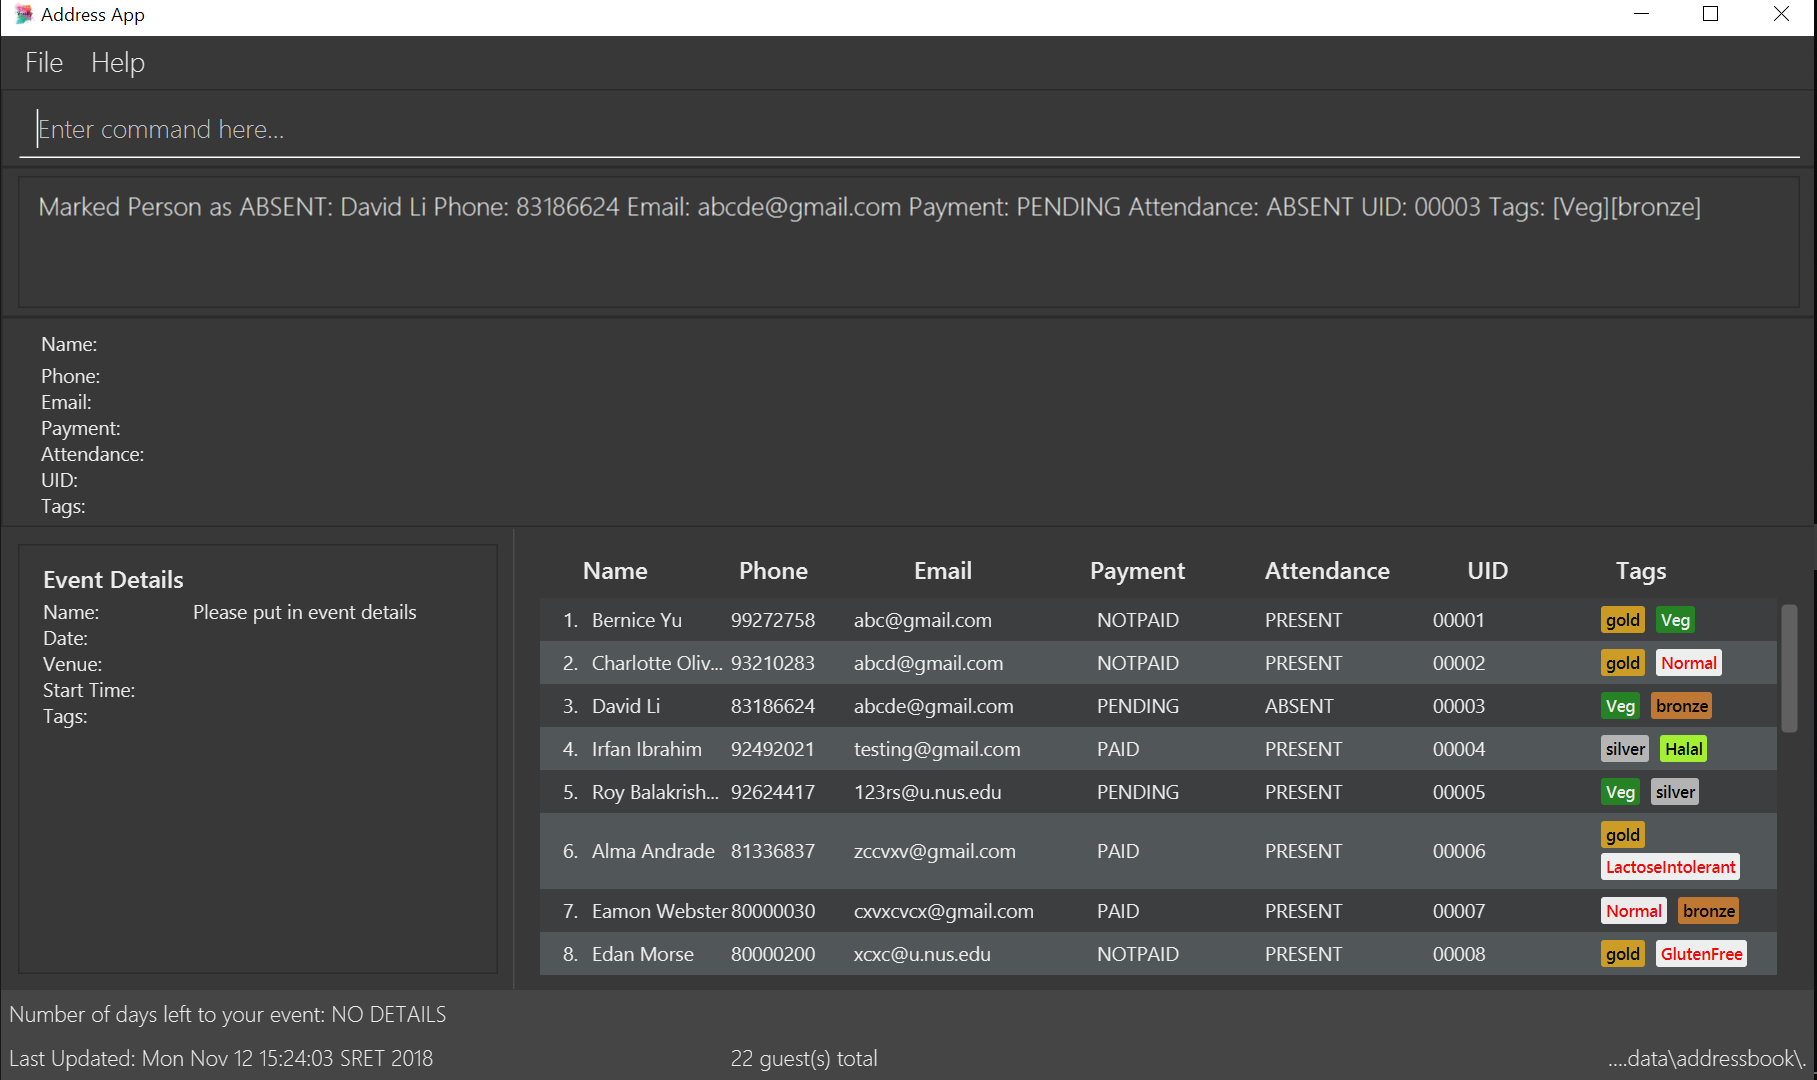 Address App
File Help
Enter command here...
Marked Person as ABSENT: David Li Phone: 83186624 Email: abcde@gmail.com Payment: PENDING Attendance: ABSENT UID: 00003 Tags: [Veg][bronze]
Name:
Phone:
Email:
Payment:
Attendance:
UID:
Tags:
Event Details
Name: Please put in event details
Date:
Venue:
Start Time:
Tags:
Name Phone Email Payment Attendance UID Tags
1. Bernice Yu 99272758 abc@gmail.com NOTPAID PRESENT 00001 gold Veg
2. Charlotte Oliv... 93210283 abcd@gmail.com NOTPAID PRESENT 00002 gold Normal
3. David Li 83186624 abcde@gmail.com PENDING ABSENT 00003 Veg bronze
4. Irfan Ibrahim 92492021 testing@gmail.com PAID PRESENT 00004 silver Halal
5. Roy Balakrish... 92624417 123rs@u.nus.edu PENDING PRESENT 00005 Veg silver
6. Alma Andrade 81336837 zccvxv@gmail.com PAID PRESENT 00006 gold
LactoseIntolerant
7. Eamon Webster 80000030 cxvxcvcx@gmail.com PAID PRESENT 00007 Normal bronze
8. Edan Morse 80000200 xcxc@u.nus.edu NOTPAID PRESENT 00008 gold GlutenFree
Number of days left to your event: NO DETAILS
Last Updated: Mon Nov 12 15:24:03 SRET 2018 22 guest(s) total ....data\addressbook\.